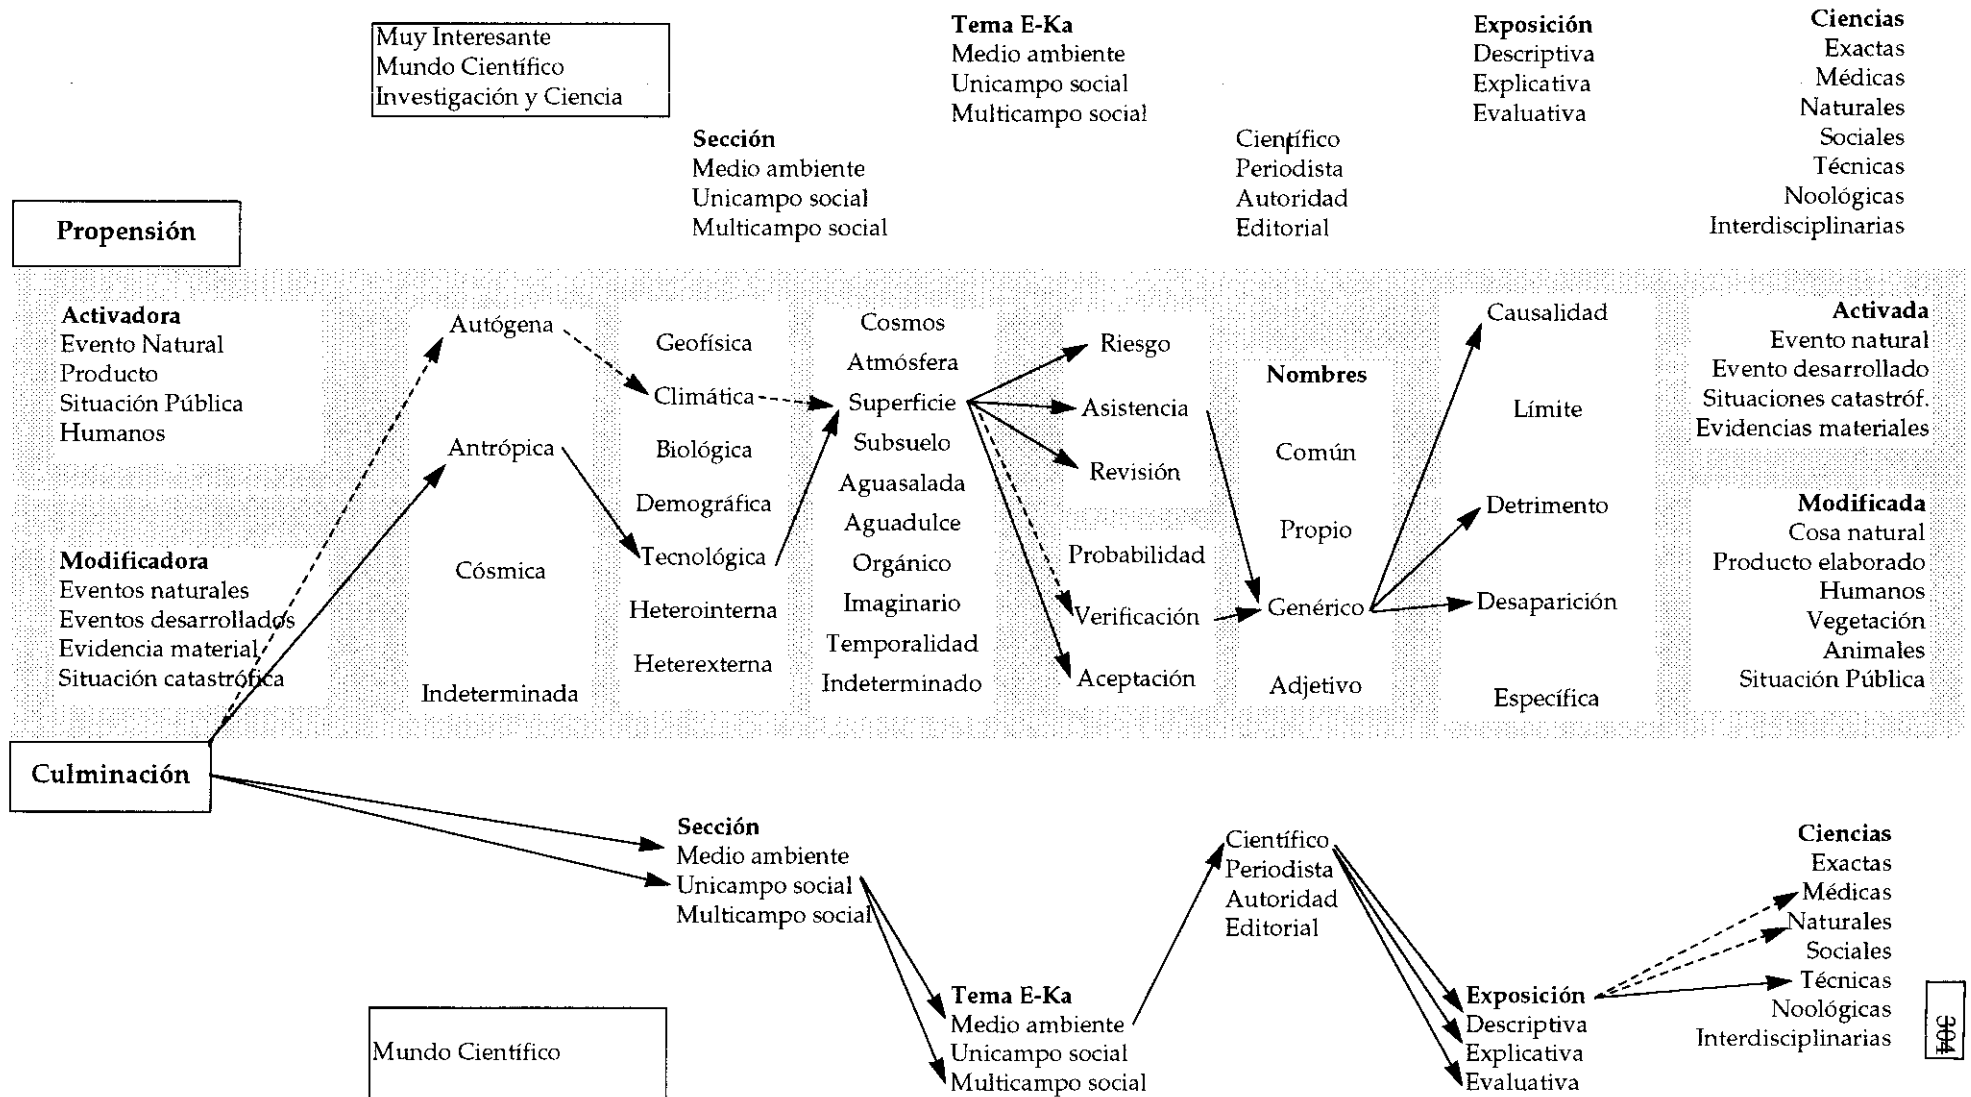 Muy Interesante
Mundo Científico
Investigación y Ciencia
Sección
Medio ambiente
Unicampo social
Multicampo social
Tema E-Ka
Medio ambiente
Unicampo social
Multicampo social
Científico
Periodista
Autoridad
Editorial
Exposición
Descriptiva
Explicativa
Evaluativa
Ciencias
Exactas
Médicas
Naturales
Sociales
Técnicas
Noológicas
Interdisciplinarias
Propensión
Activadora
Evento Natural
Producto
Situación Pública
Humanos
Modificadora
Eventos naturales
Eventos desarrollados
Evidencia material
Situación catastrófica
Autógena
Antrópica
Cósmica
Indeterminada
Geofísica
Climática
Biológica
Demográfica
Tecnológica
Heterointerna
Heterexterna
Cosmos
Atmósfera
Superficie
Subsuelo
Aguasalada
Aguadulce
Orgánico
Imaginario
Temporalidad
Indeterminado
Riesgo
Asistencia
Revisión
Probabilidad
Verificación
Aceptación
Nombres
Común
Propio
Genérico
Adjetivo
Causalidad
Límite
Detrimento
Desaparición
Específica
Activada
Evento natural
Evento desarrollado
Situaciones catastróf.
Evidencias materiales
Modificada
Cosa natural
Producto elaborado
Humanos
Vegetación
Animales
Situación Pública
Culminación
Sección
Medio ambiente
Unicampo social
Multicampo social
Tema E-Ka
Medio ambiente
Unicampo social
Multicampo social
Científico
Periodista
Autoridad
Editorial
Exposición
Descriptiva
Explicativa
Evaluativa
Ciencias
Exactas
Médicas
Naturales
Sociales
Técnicas
Noológicas
Interdisciplinarias
Mundo Científico
304